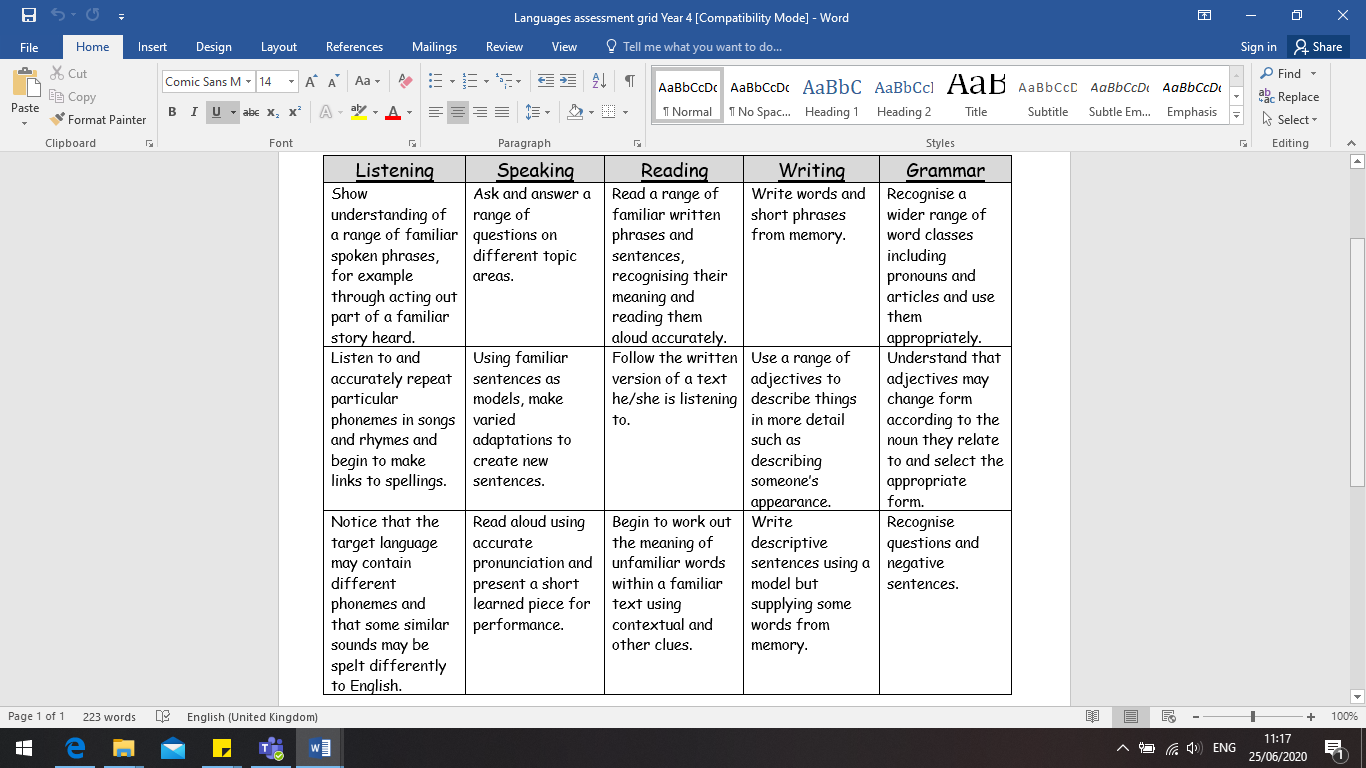 Languages assessment grid Year 4 [Compatibility Mode] - Word
File Home Insert Design Layout References Mailings Review View Tell me what you want to do... Sign in Share
Paste
Cut
Copy
Format Painter
Clipboard
Comic Sans M 14
Aa
B I U abc x₂ x²
A ab A
Font
Paragraph
AaBbCcDc AaBbCcDc AaBbC AaBbCcI AaB AaBbCcD AaBbCcDt AaBbCcDt
¶ Normal ¶ No Spac... Heading 1 Heading 2 Title Subtitle Subtle Em... Emphasis
Styles
Find
Replace
Select
Editing
Listening Speaking Reading Writing Grammar
Show
understanding of
a range of familiar
spoken phrases,
for example
through acting out
part of a familiar
story heard.
Ask and answer a
range of
questions on
different topic
areas.
Read a range of
familiar written
phrases and
sentences,
recognising their
meaning and
reading them
aloud accurately.
Write words and
short phrases
from memory.
Recognise a
wider range of
word classes
including
pronouns and
articles and use
them
appropriately.
Listen to and
accurately repeat
particular
phonemes in songs
and rhymes and
begin to make
links to spellings.
Using familiar
sentences as
models, make
varied
adaptations to
create new
sentences.
Follow the written
version of a text
he/she is listening
to.
Use a range of
adjectives to
describe things
in more detail
such as
describing
someone's
appearance.
Understand that
adjectives may
change form
according to the
noun they relate
to and select the
appropriate
form.
Notice that the
target language
may contain
different
phonemes and
that some similar
sounds may be
spelt differently
to English.
Read aloud using
accurate
pronunciation and
present a short
learned piece for
performance.
Begin to work out
the meaning of
unfamiliar words
within a familiar
text using
contextual and
other clues.
Write
descriptive
sentences using a
model but
supplying some
words from
memory.
Recognise
questions and
negative
sentences.
Page 1 of 1 223 words English (United Kingdom) 100%
ENG
11:17
25/06/2020
1